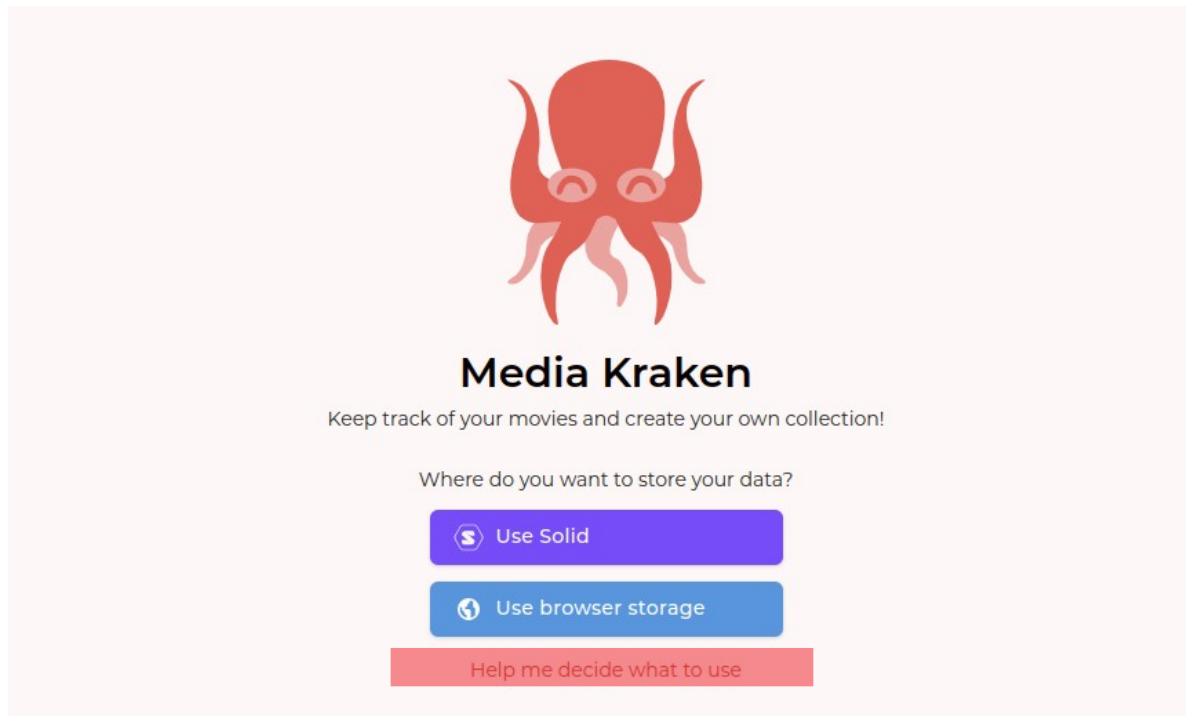 Media Kraken
Keep track of your movies and create your own collection!
Where do you want to store your data?
Use Solid
Use browser storage
Help me decide what to use